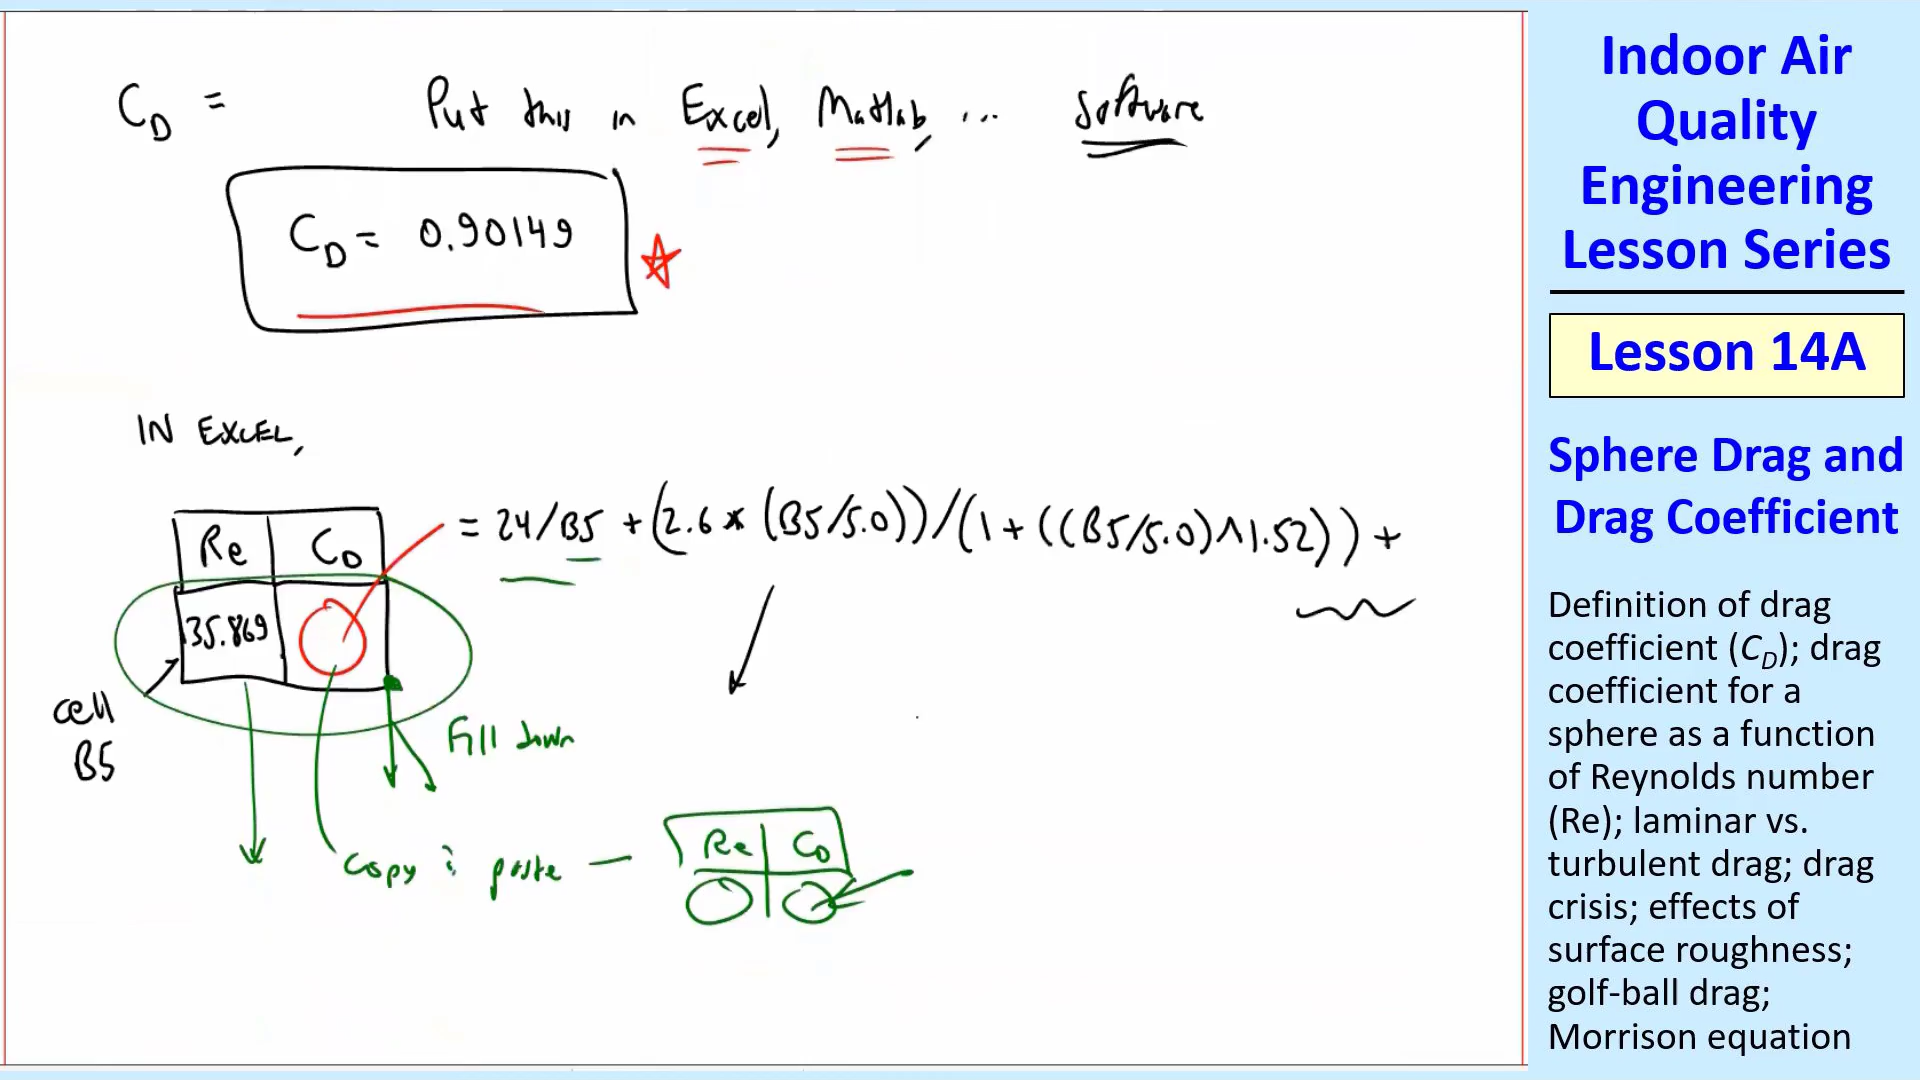 C_D =
Put this in Excel, Matlab, ... software
C_D = 0.90149
IN EXCEL,
Re C_D
35.869
= 24/B5 + (2.6 * (B5/5.0))/(1 + ((B5/5.0)^1.52)) +
cell
B5
Fill down
copy & paste —
Re C_D
Indoor Air
Quality
Engineering
Lesson Series
Lesson 14A
Sphere Drag and
Drag Coefficient
Definition of drag
coefficient (C_D); drag
coefficient for a
sphere as a function
of Reynolds number
(Re); laminar vs.
turbulent drag; drag
crisis; effects of
surface roughness;
golf-ball drag;
Morrison equation